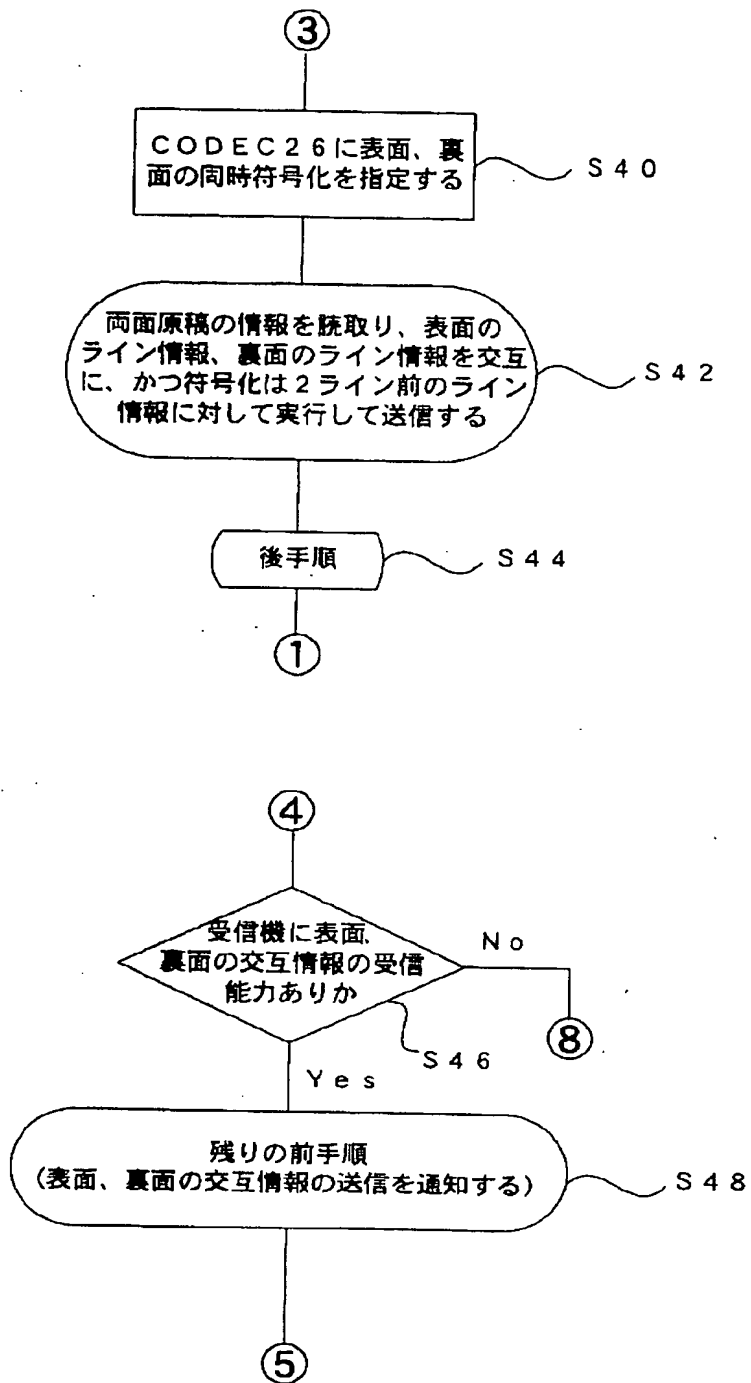 ③
CODEC26に表面、裏
面の同時符号化を指定する
S40
両面原稿の情報を読取り、表面の
ライン情報、裏面のライン情報を交互
に、かつ符号化は2ライン前のライン
情報に対して実行して送信する
S42
後手順
S44
①
④
受信機に表面、
裏面の交互情報の受信
能力ありか
No
⑧
S46
Yes
残りの前手順
(表面、裏面の交互情報の送信を通知する)
S48
⑤